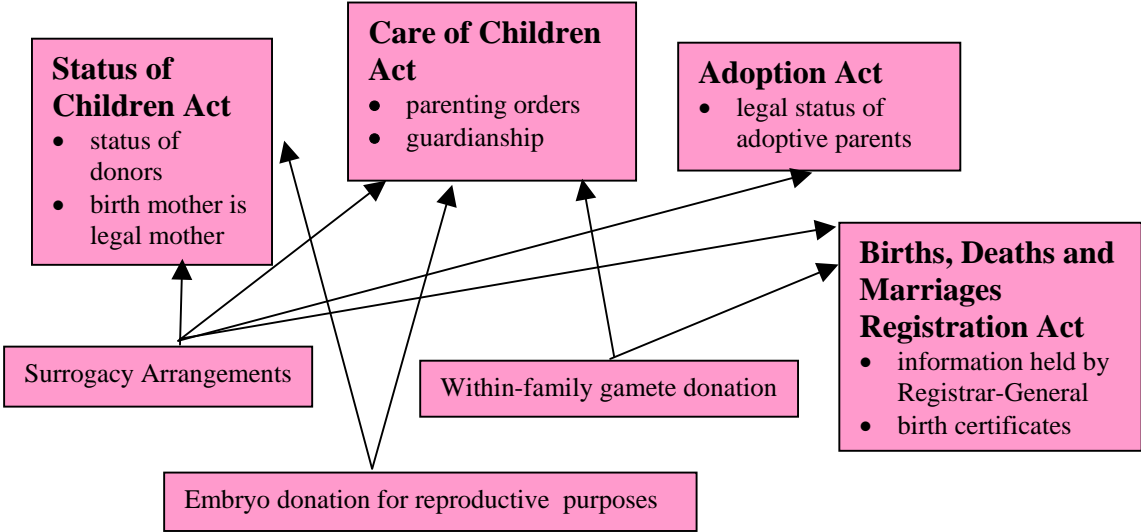 Status of
Children Act
• status of
donors
• birth mother is
legal mother
Care of Children
Act
• parenting orders
• guardianship
Adoption Act
• legal status of
adoptive parents
Births, Deaths and
Marriages
Registration Act
• information held by
Registrar-General
• birth certificates
Surrogacy Arrangements
Within-family gamete donation
Embryo donation for reproductive purposes